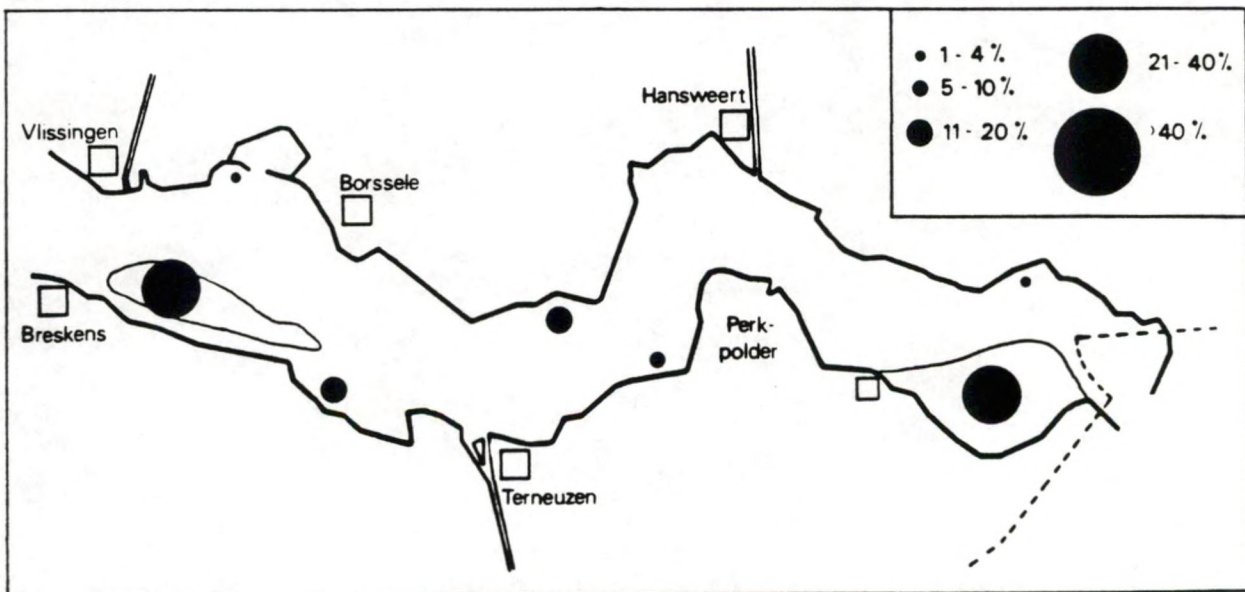 1 - 4 %
5 - 10 %
11 - 20 %
21 - 40 %
>40 %
Vlissingen
Hansweert
Borssele
Breskens
Perk-
polder
Terneuzen